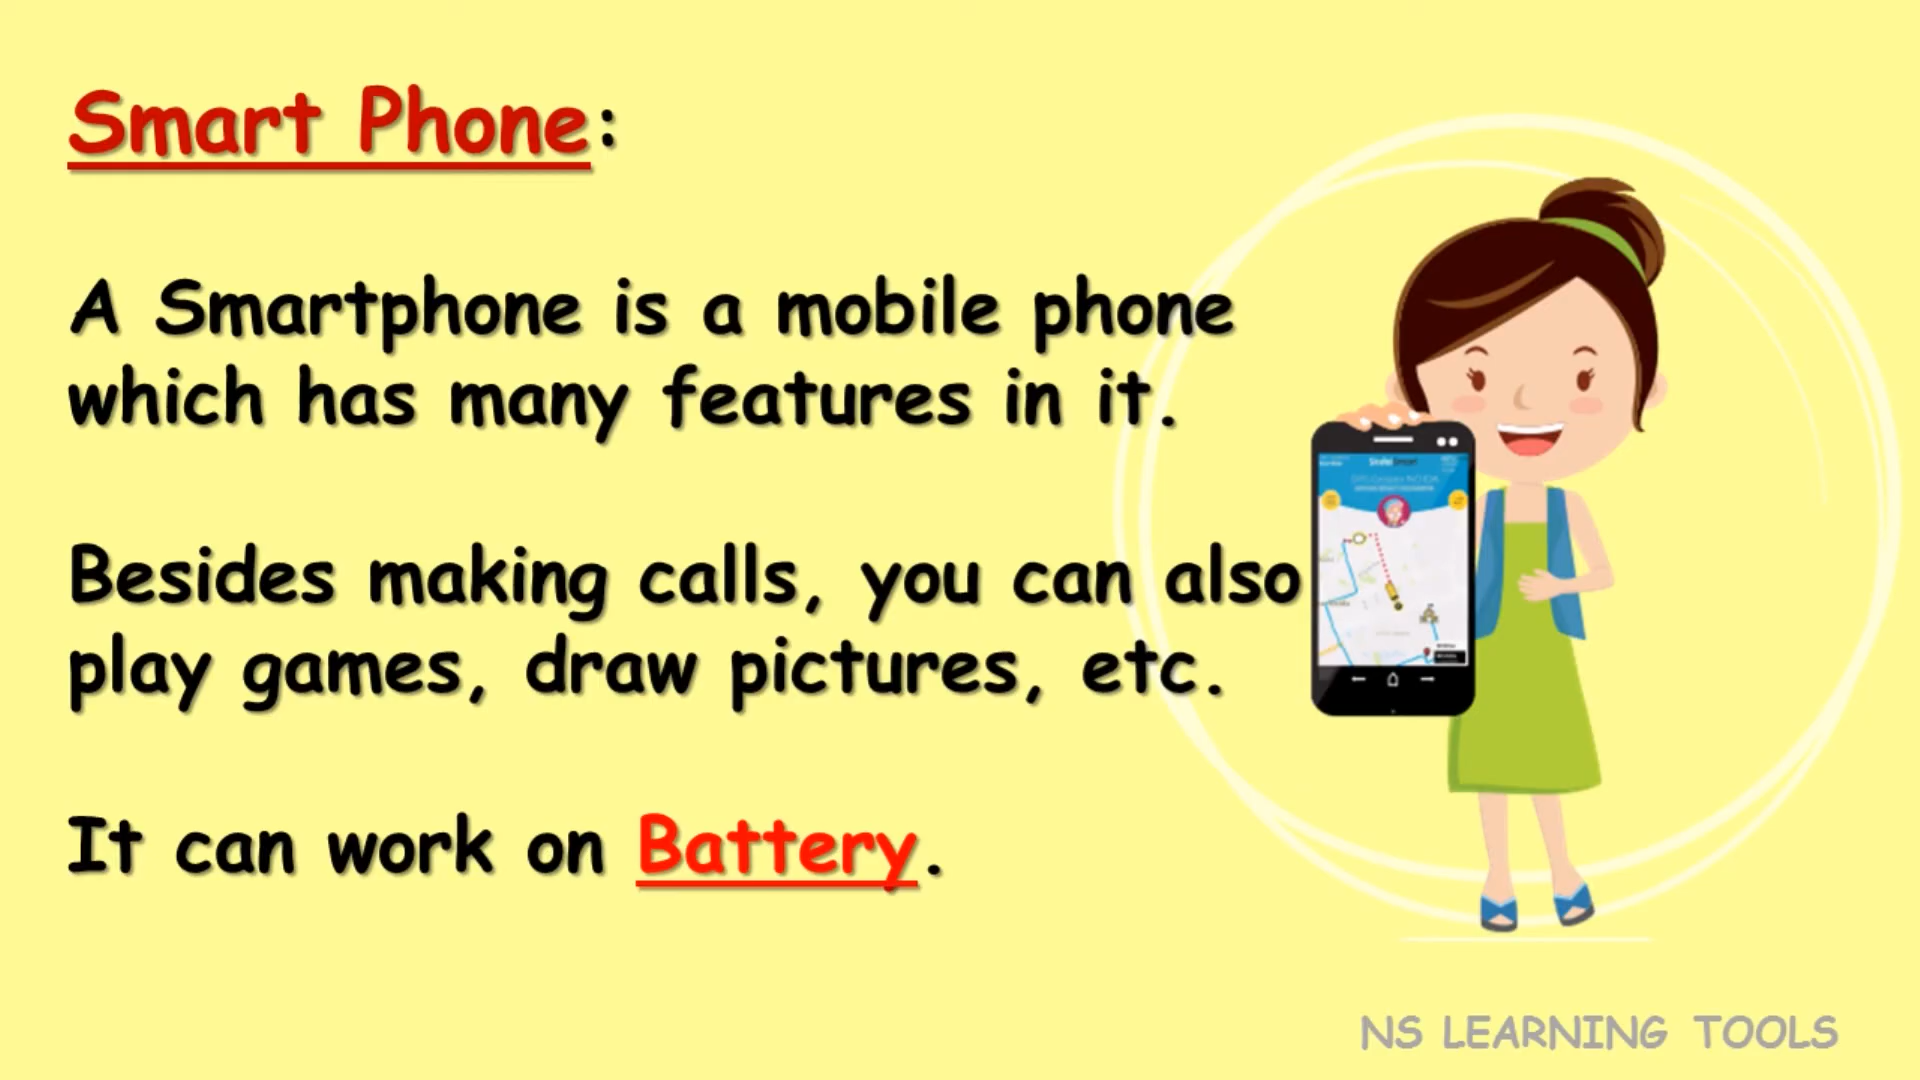 Smart Phone:
A Smartphone is a mobile phone
which has many features in it.
Besides making calls, you can also
play games, draw pictures, etc.
It can work on Battery.
NS LEARNING TOOLS